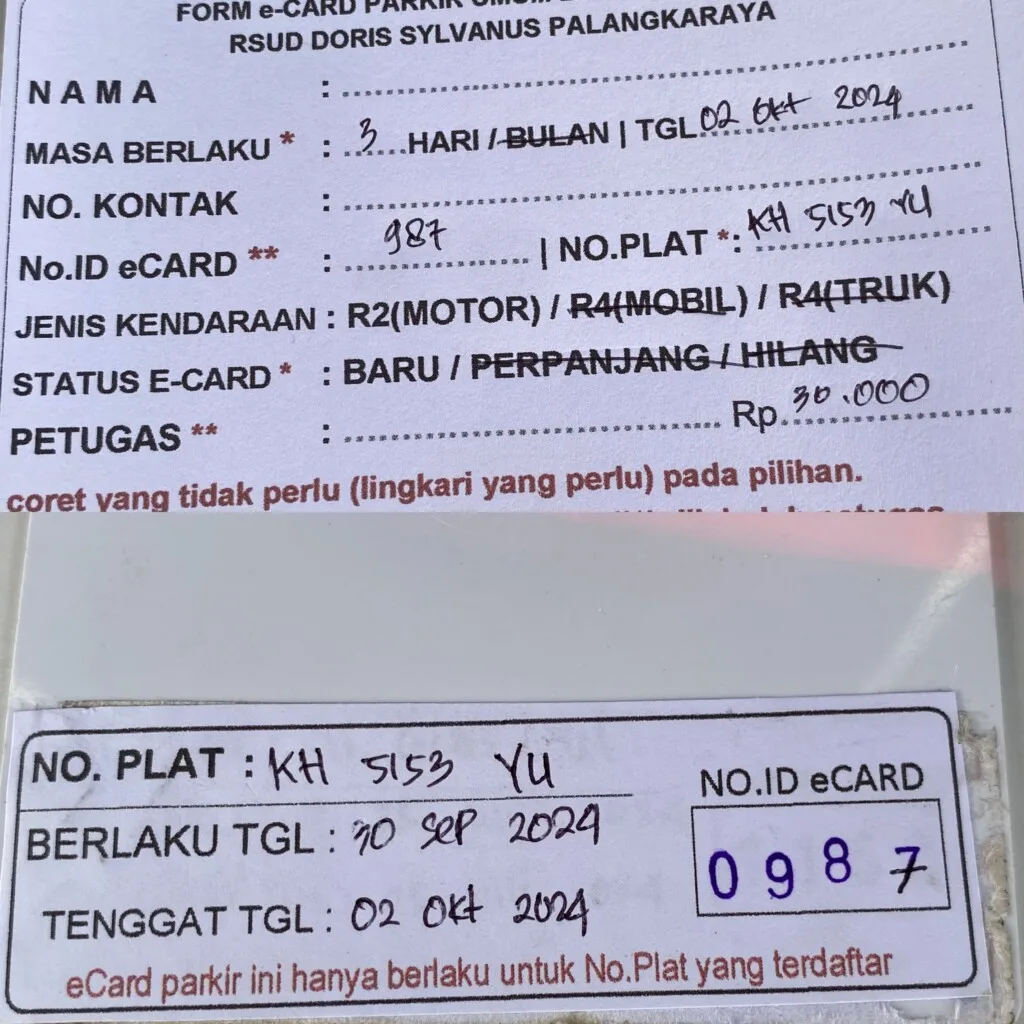 FORM e-CARD PARKIR
RSUD DORIS SYLVANUS PALANGKARAYA
NAMA :
MASA BERLAKU * : 3 HARI / BULAN | TGL 02 Okt 2024
NO. KONTAK :
No.ID eCARD ** : 987 | NO.PLAT *: KH 5153 YU
JENIS KENDARAAN : R2(MOTOR) / R4(MOBIL) / R4(TRUK)
STATUS E-CARD * : BARU / PERPANJANG / HILANG
PETUGAS ** : Rp. 30.000
coret yang tidak perlu (lingkari yang perlu) pada pilihan.
NO. PLAT : KH 5153 YU
NO.ID eCARD
BERLAKU TGL : 30 Sep 2024
0987
TENGGAT TGL : 02 Okt 2024
eCard parkir ini hanya berlaku untuk No.Plat yang terdaftar